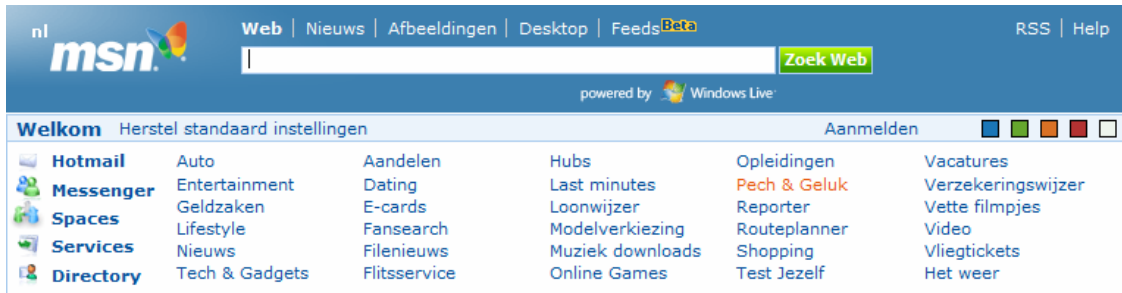 nl msn Web | Nieuws | Afbeeldingen | Desktop | Feeds Beta RSS | Help
Zoek Web
powered by Windows Live
Welkom Herstel standaard instellingen Aanmelden
Hotmail Auto Aandelen Hubs Opleidingen Vacatures
Messenger Entertainment Dating Last minutes Pech & Geluk Verzekeringswijzer
Spaces Geldzaken E-cards Loonwijzer Reporter Vette filmpjes
Services Lifestyle Fansearch Modelverkiezing Routeplanner Video
Nieuws Filenieuws Muziek downloads Shopping Vliegtickets
Directory Tech & Gadgets Flitsservice Online Games Test Jezelf Het weer